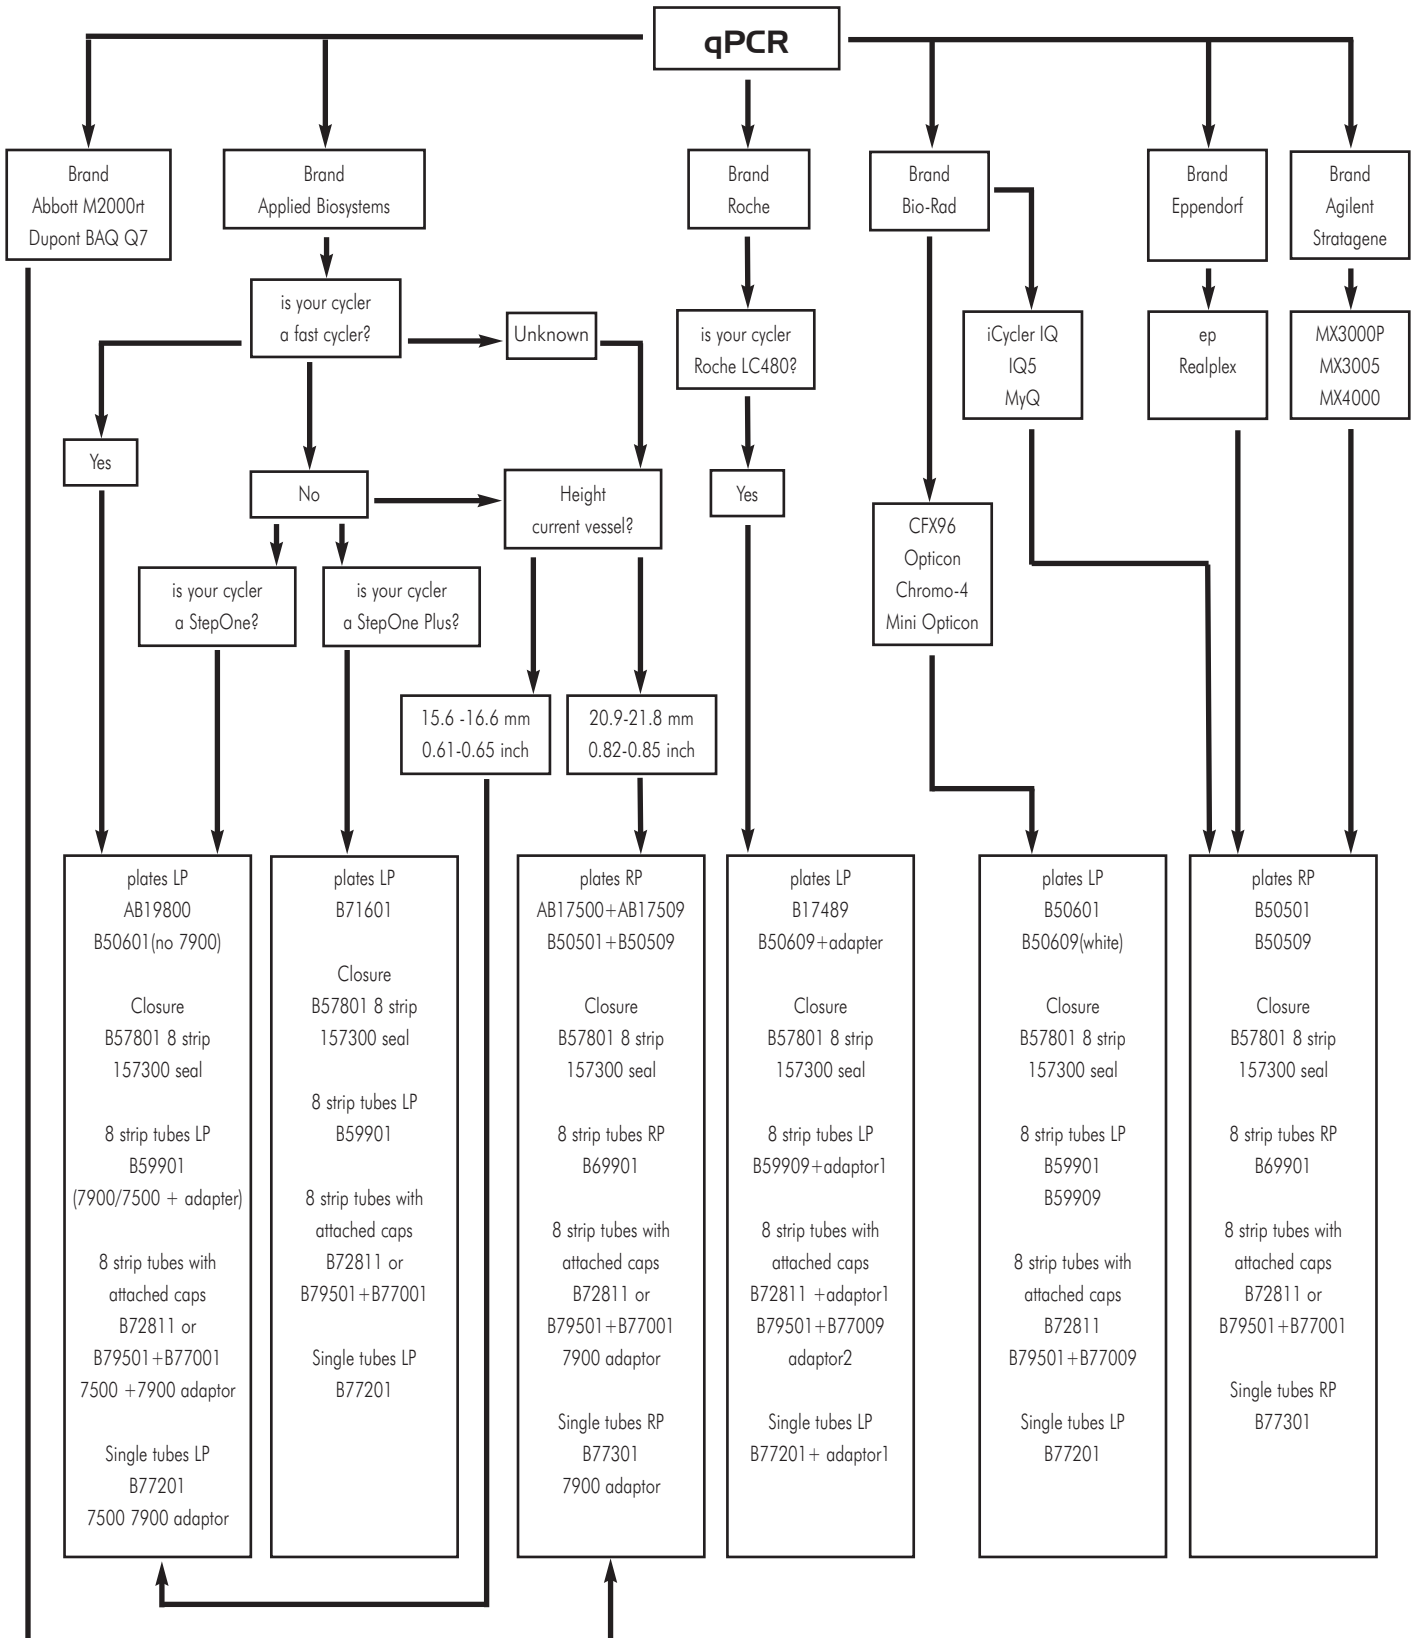 qPCR
Brand
Abbott M2000rt
Dupont BAQ Q7
Brand
Applied Biosystems
Brand
Roche
Brand
Bio-Rad
Brand
Eppendorf
Brand
Agilent
Stratagene
is your cycler
a fast cycler?
Unknown
is your cycler
Roche LC480?
iCycler IQ
IQ5
MyQ
ep
Realplex
MX3000P
MX3005
MX4000
Yes
No
Height
current vessel?
Yes
CFX96
Opticon
Chromo-4
Mini Opticon
is your cycler
a StepOne?
is your cycler
a StepOne Plus?
15.6 -16.6 mm
0.61-0.65 inch
20.9-21.8 mm
0.82-0.85 inch
plates LP
AB19800
B50601(no 7900)
Closure
B57801 8 strip
157300 seal
8 strip tubes LP
B59901
(7900/7500 + adapter)
8 strip tubes with
attached caps
B72811 or
B79501+B77001
7500 +7900 adaptor
Single tubes LP
B77201
7500 7900 adaptor
plates LP
B71601
Closure
B57801 8 strip
157300 seal
8 strip tubes LP
B59901
8 strip tubes with
attached caps
B72811 or
B79501+B77001
Single tubes LP
B77201
plates RP
AB17500+AB17509
B50501+B50509
Closure
B57801 8 strip
157300 seal
8 strip tubes RP
B69901
8 strip tubes with
attached caps
B72811 or
B79501+B77001
7900 adaptor
Single tubes RP
B77301
7900 adaptor
plates LP
B17489
B50609+adapter
Closure
B57801 8 strip
157300 seal
8 strip tubes LP
B59909+adaptor1
8 strip tubes with
attached caps
B72811 +adaptor1
B79501+B77009
adaptor2
Single tubes LP
B77201+ adaptor1
plates LP
B50601
B50609(white)
Closure
B57801 8 strip
157300 seal
8 strip tubes LP
B59901
B59909
8 strip tubes with
attached caps
B72811
B79501+B77009
Single tubes LP
B77201
plates RP
B50501
B50509
Closure
B57801 8 strip
157300 seal
8 strip tubes RP
B69901
8 strip tubes with
attached caps
B72811 or
B79501+B77001
Single tubes RP
B77301